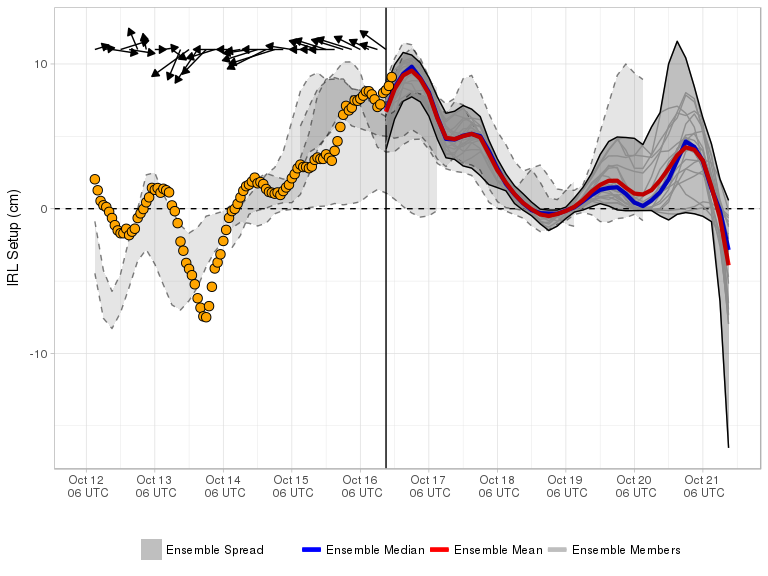 10
0
-10
IRL Setup (cm)
Oct 12 Oct 13 Oct 14 Oct 15 Oct 16 Oct 17 Oct 18 Oct 19 Oct 20 Oct 21
06 UTC 06 UTC 06 UTC 06 UTC 06 UTC 06 UTC 06 UTC 06 UTC 06 UTC 06 UTC
Ensemble Spread Ensemble Median Ensemble Mean Ensemble Members